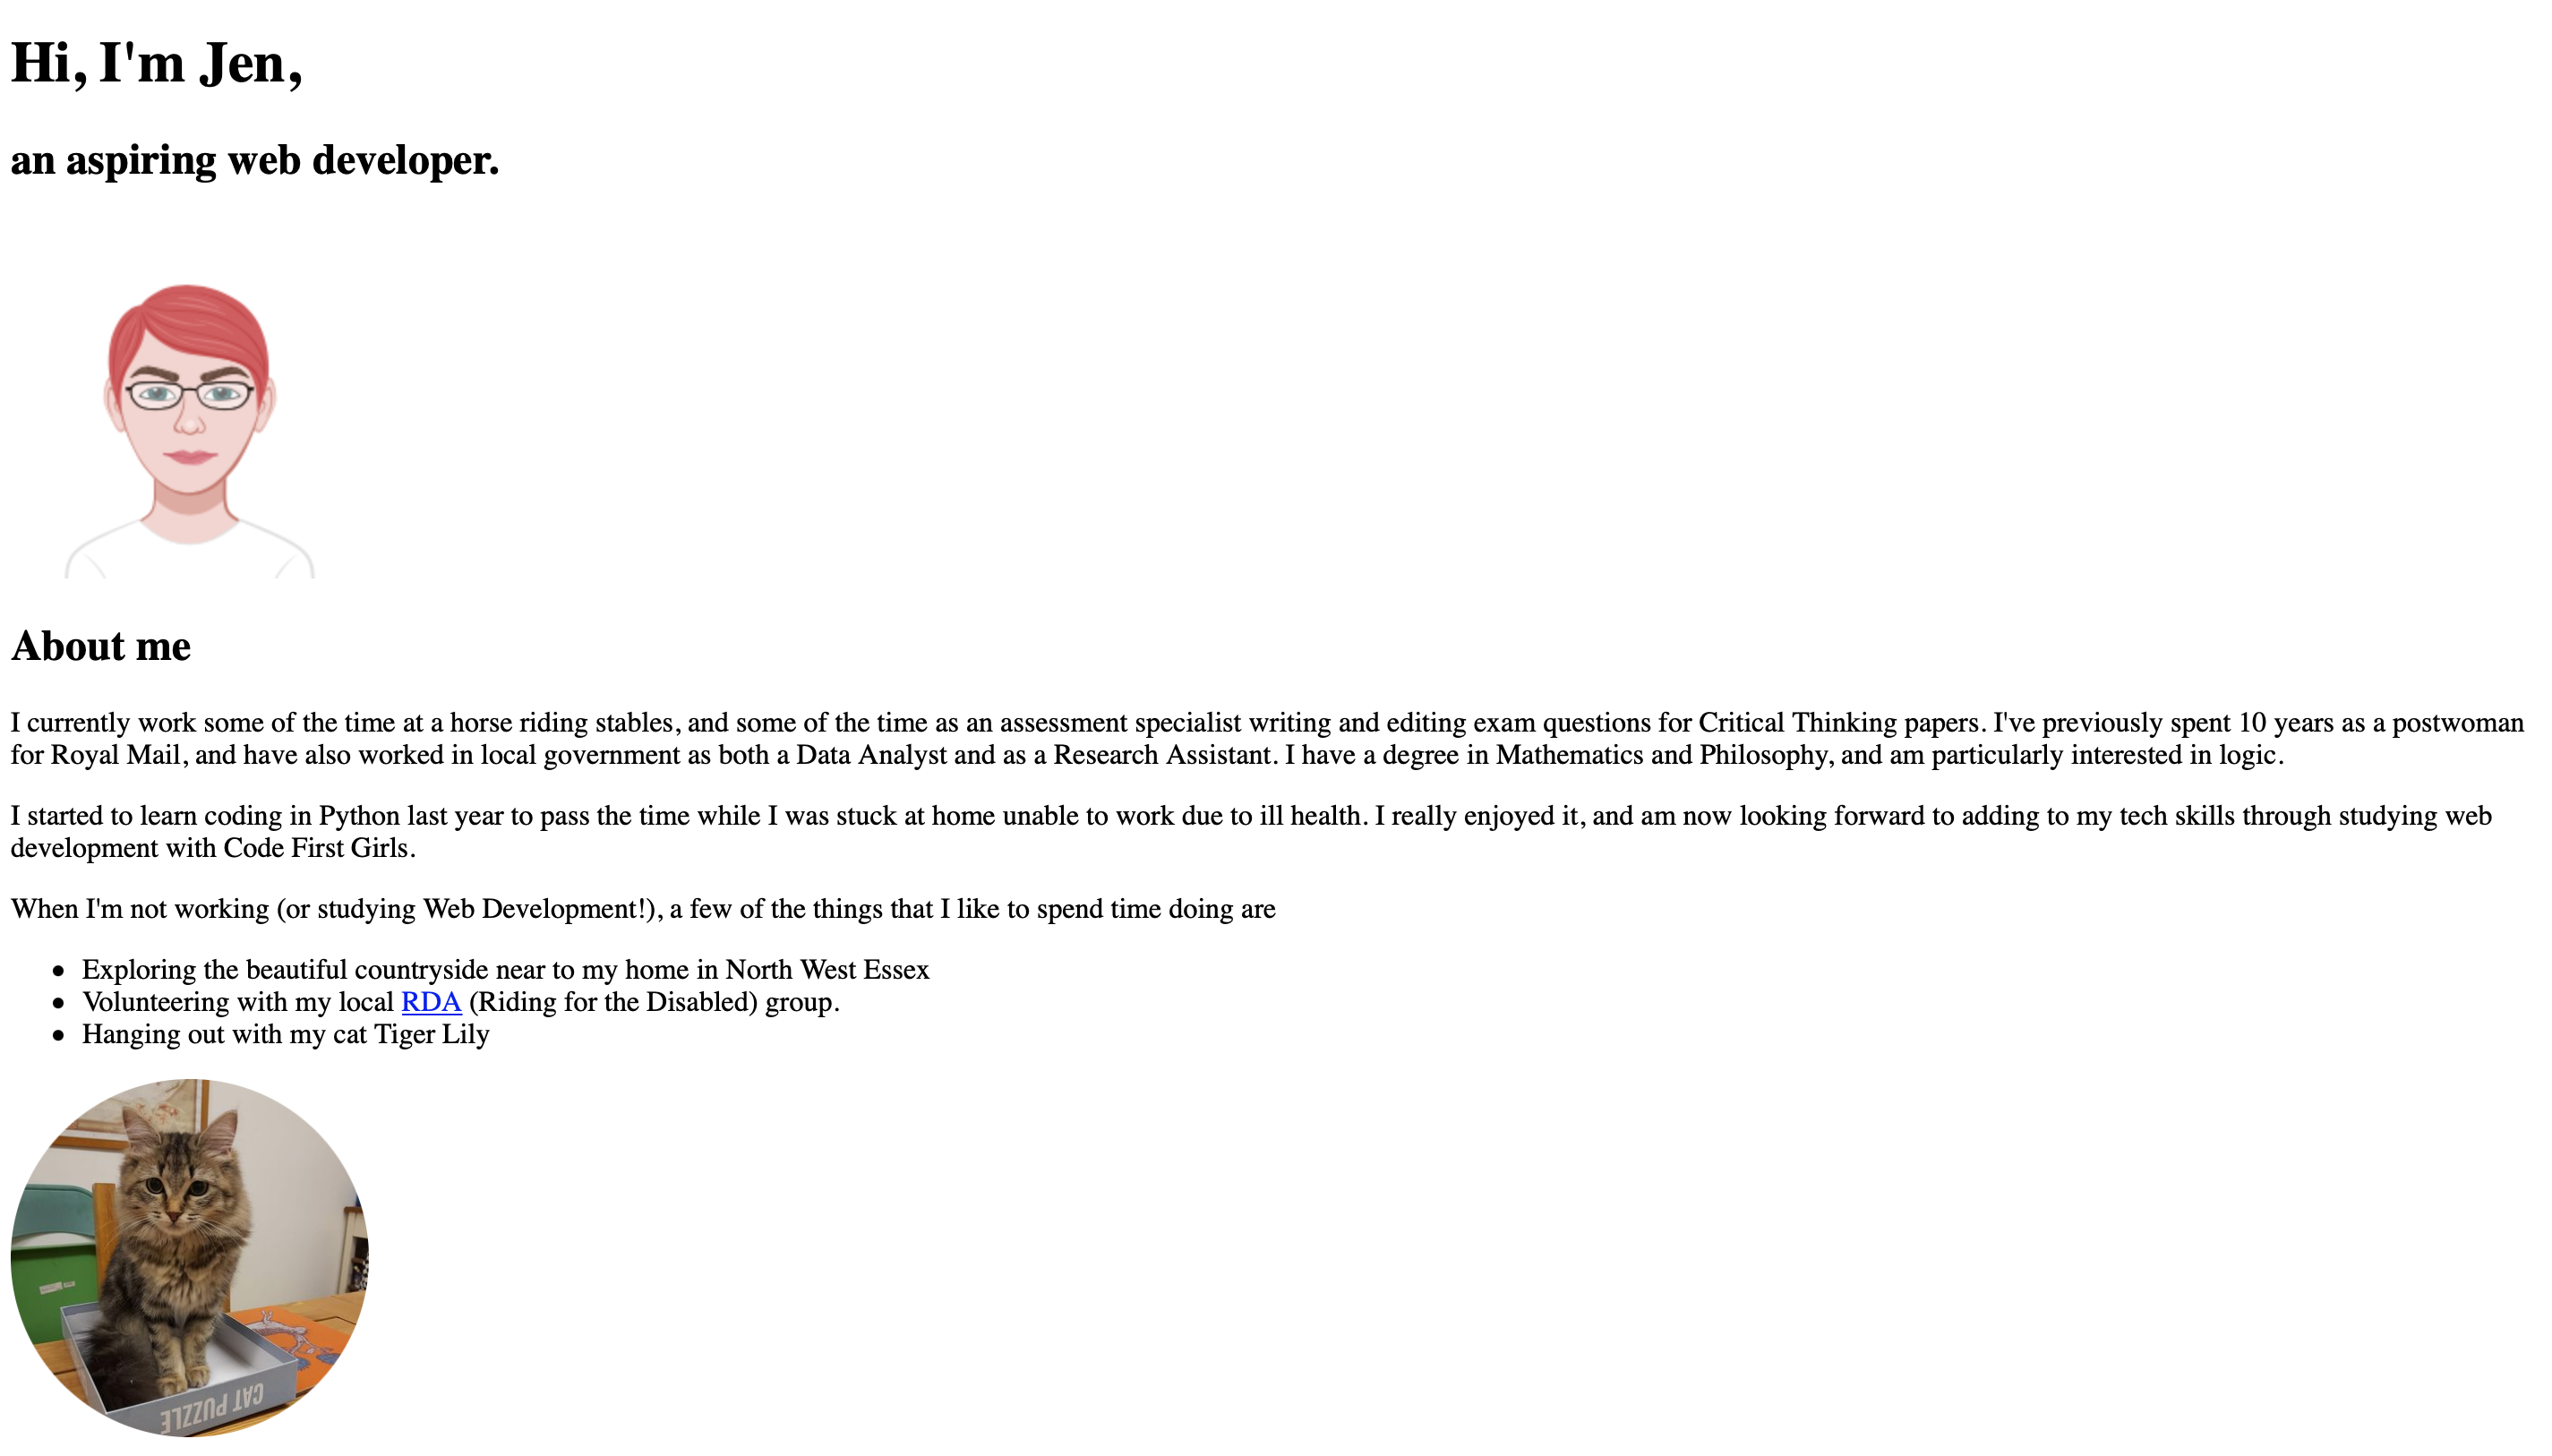 Hi, I'm Jen,
an aspiring web developer.
About me
I currently work some of the time at a horse riding stables, and some of the time as an assessment specialist writing and editing exam questions for Critical Thinking papers. I've previously spent 10 years as a postwoman
for Royal Mail, and have also worked in local government as both a Data Analyst and as a Research Assistant. I have a degree in Mathematics and Philosophy, and am particularly interested in logic.
I started to learn coding in Python last year to pass the time while I was stuck at home unable to work due to ill health. I really enjoyed it, and am now looking forward to adding to my tech skills through studying web
development with Code First Girls.
When I'm not working (or studying Web Development!), a few of the things that I like to spend time doing are
• Exploring the beautiful countryside near to my home in North West Essex
• Volunteering with my local RDA (Riding for the Disabled) group.
• Hanging out with my cat Tiger Lily
CAT PUZZLE